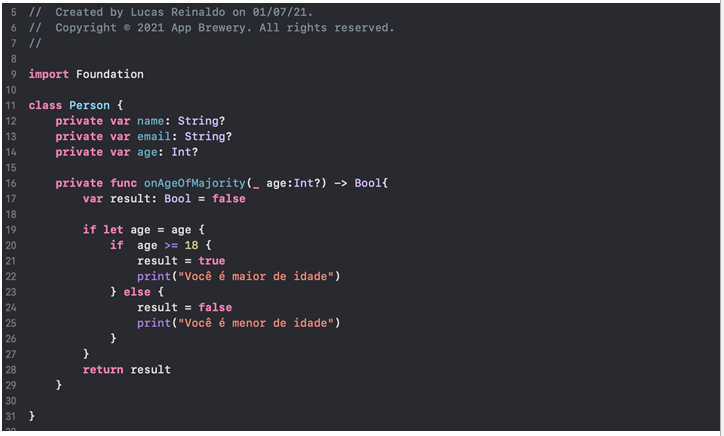 5 //  Created by Lucas Reinaldo on 01/07/21.
6 //  Copyright © 2021 App Brewery. All rights reserved.
7 //
8
9 import Foundation
10
11 class Person {
12     private var name: String?
13     private var email: String?
14     private var age: Int?
15
16     private func onAgeOfMajority(_ age:Int?) -> Bool{
17         var result: Bool = false
18
19         if let age = age {
20             if  age >= 18 {
21                 result = true
22                 print("Você é maior de idade")
23             } else {
24                 result = false
25                 print("Você é menor de idade")
26             }
27         }
28         return result
29     }
30
31 }
32